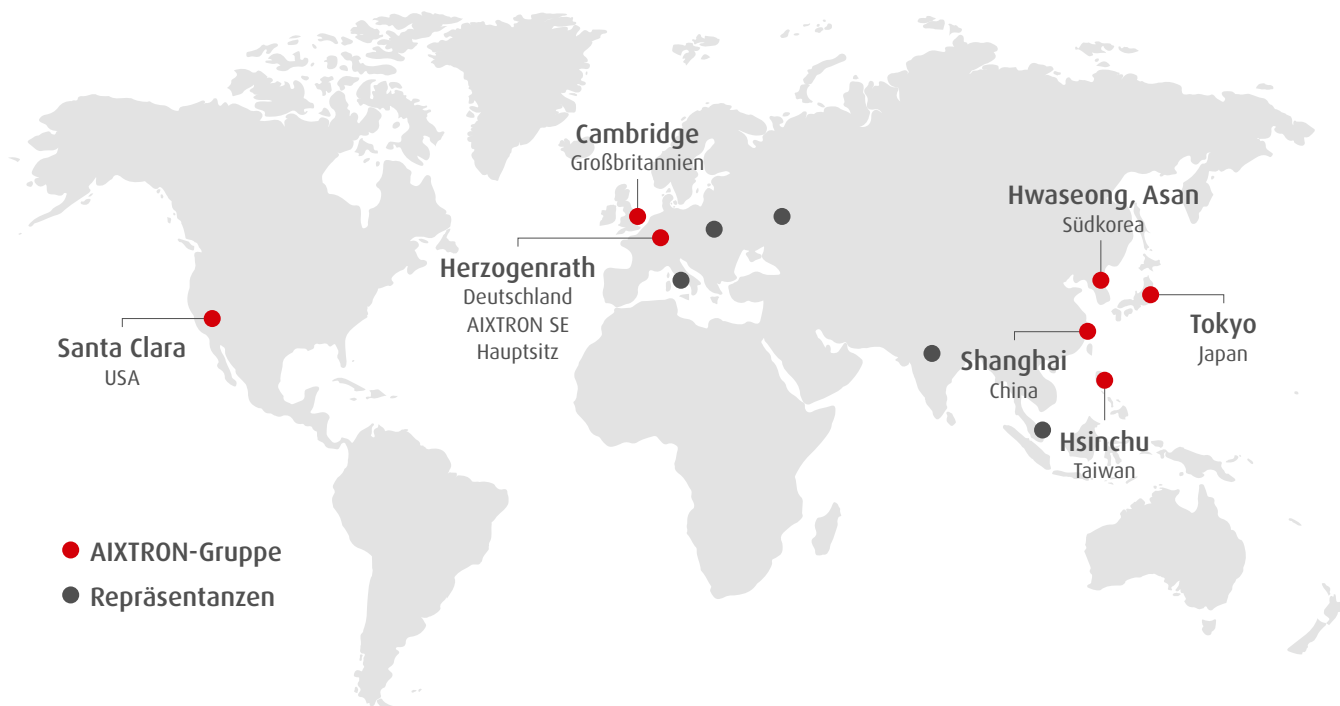 Cambridge
Großbritannien
Hwaseong, Asan
Südkorea
Herzogenrath
Deutschland
AIXTRON SE
Hauptsitz
Santa Clara
USA
Tokyo
Japan
Shanghai
China
Hsinchu
Taiwan
AIXTRON-Gruppe
Repräsentanzen